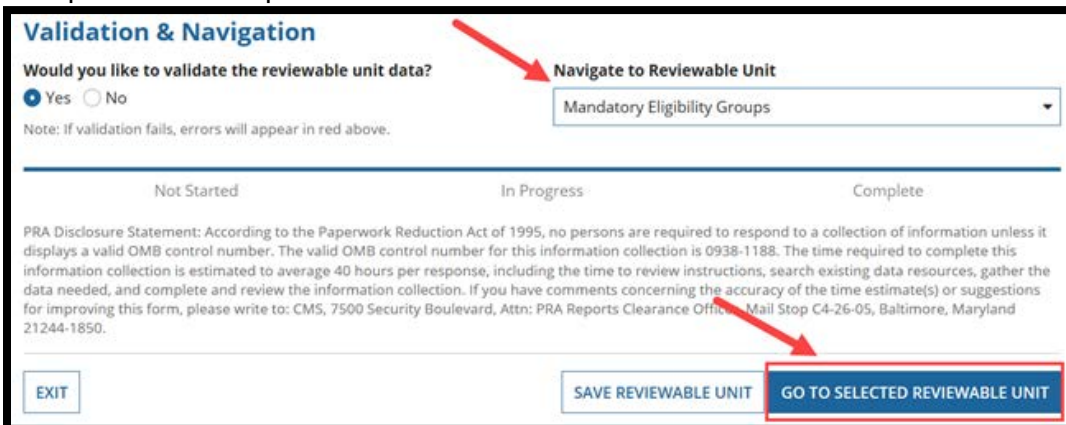 Validation & Navigation
Would you like to validate the reviewable unit data?
Yes No
Note: If validation fails, errors will appear in red above.
Navigate to Reviewable Unit
Mandatory Eligibility Groups
Not Started In Progress Complete
PRA Disclosure Statement: According to the Paperwork Reduction Act of 1995, no persons are required to respond to a collection of information unless it
displays a valid OMB control number. The valid OMB control number for this information collection is 0938-1188. The time required to complete this
information collection is estimated to average 40 hours per response, including the time to review instructions, search existing data resources, gather the
data needed, and complete and review the information collection. If you have comments concerning the accuracy of the time estimate(s) or suggestions
for improving this form, please write to: CMS, 7500 Security Boulevard, Attn: PRA Reports Clearance Mail Stop C4-26-05, Baltimore, Maryland
21244-1850.
EXIT
SAVE REVIEWABLE UNIT
GO TO SELECTED REVIEWABLE UNIT